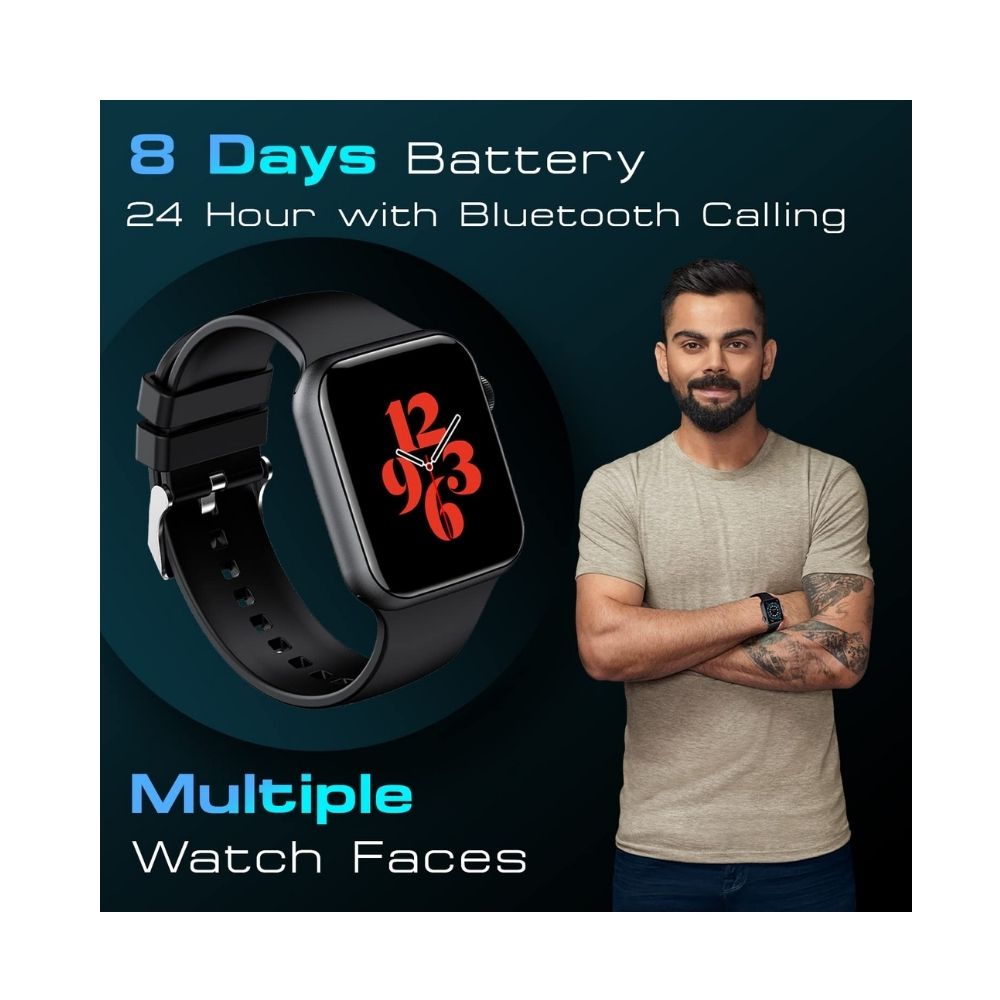 8 Days Battery
24 Hour with Bluetooth Calling
12
9 3
6
Multiple
Watch Faces